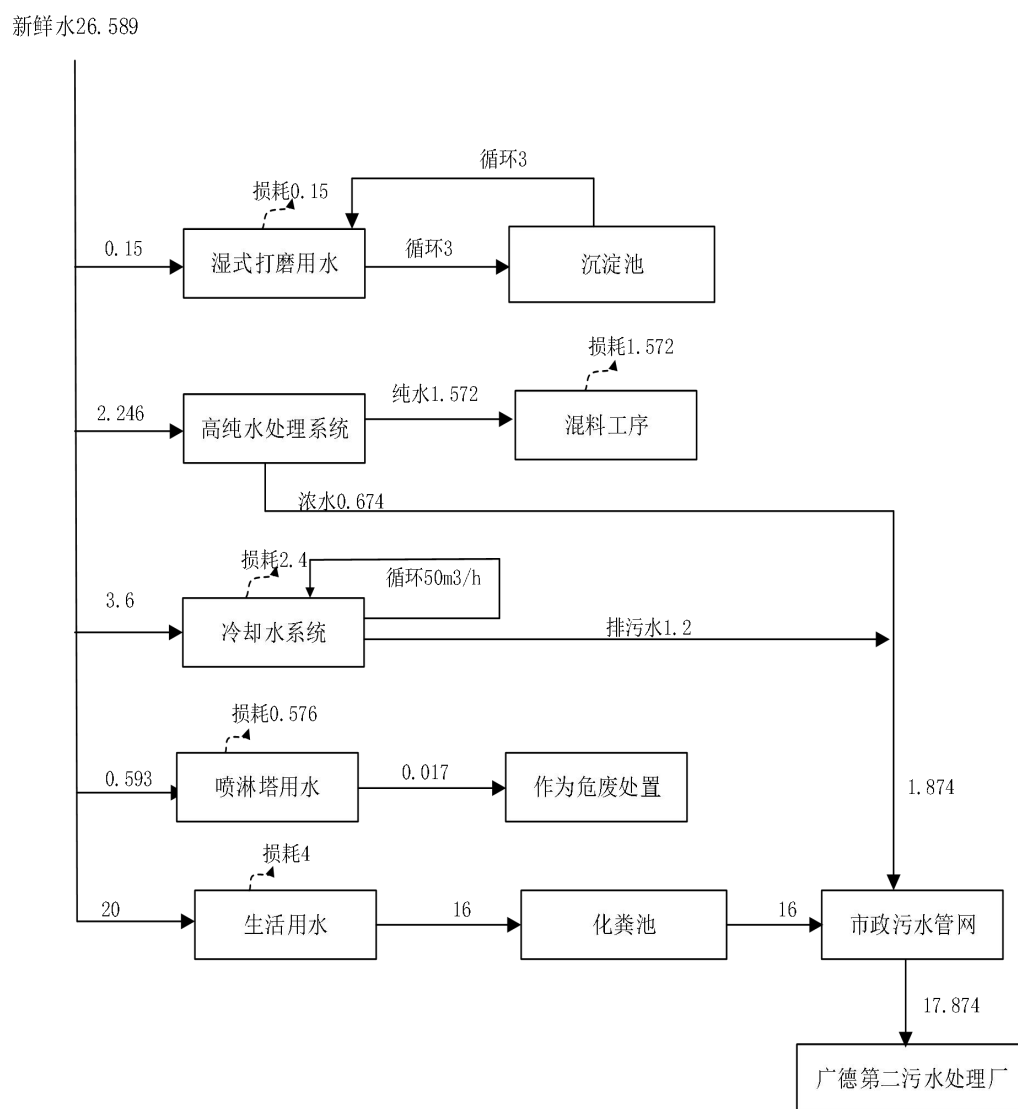 新鲜水26.589
循环3
损耗0.15
0.15
湿式打磨用水
循环3
沉淀池
损耗1.572
2.246
高纯水处理系统
纯水1.572
混料工序
浓水0.674
损耗2.4
循环50m3/h
3.6
冷却水系统
排污水1.2
损耗0.576
0.593
喷淋塔用水
0.017
作为危废处置
1.874
损耗4
20
生活用水
16
化粪池
16
市政污水管网
17.874
广德第二污水处理厂